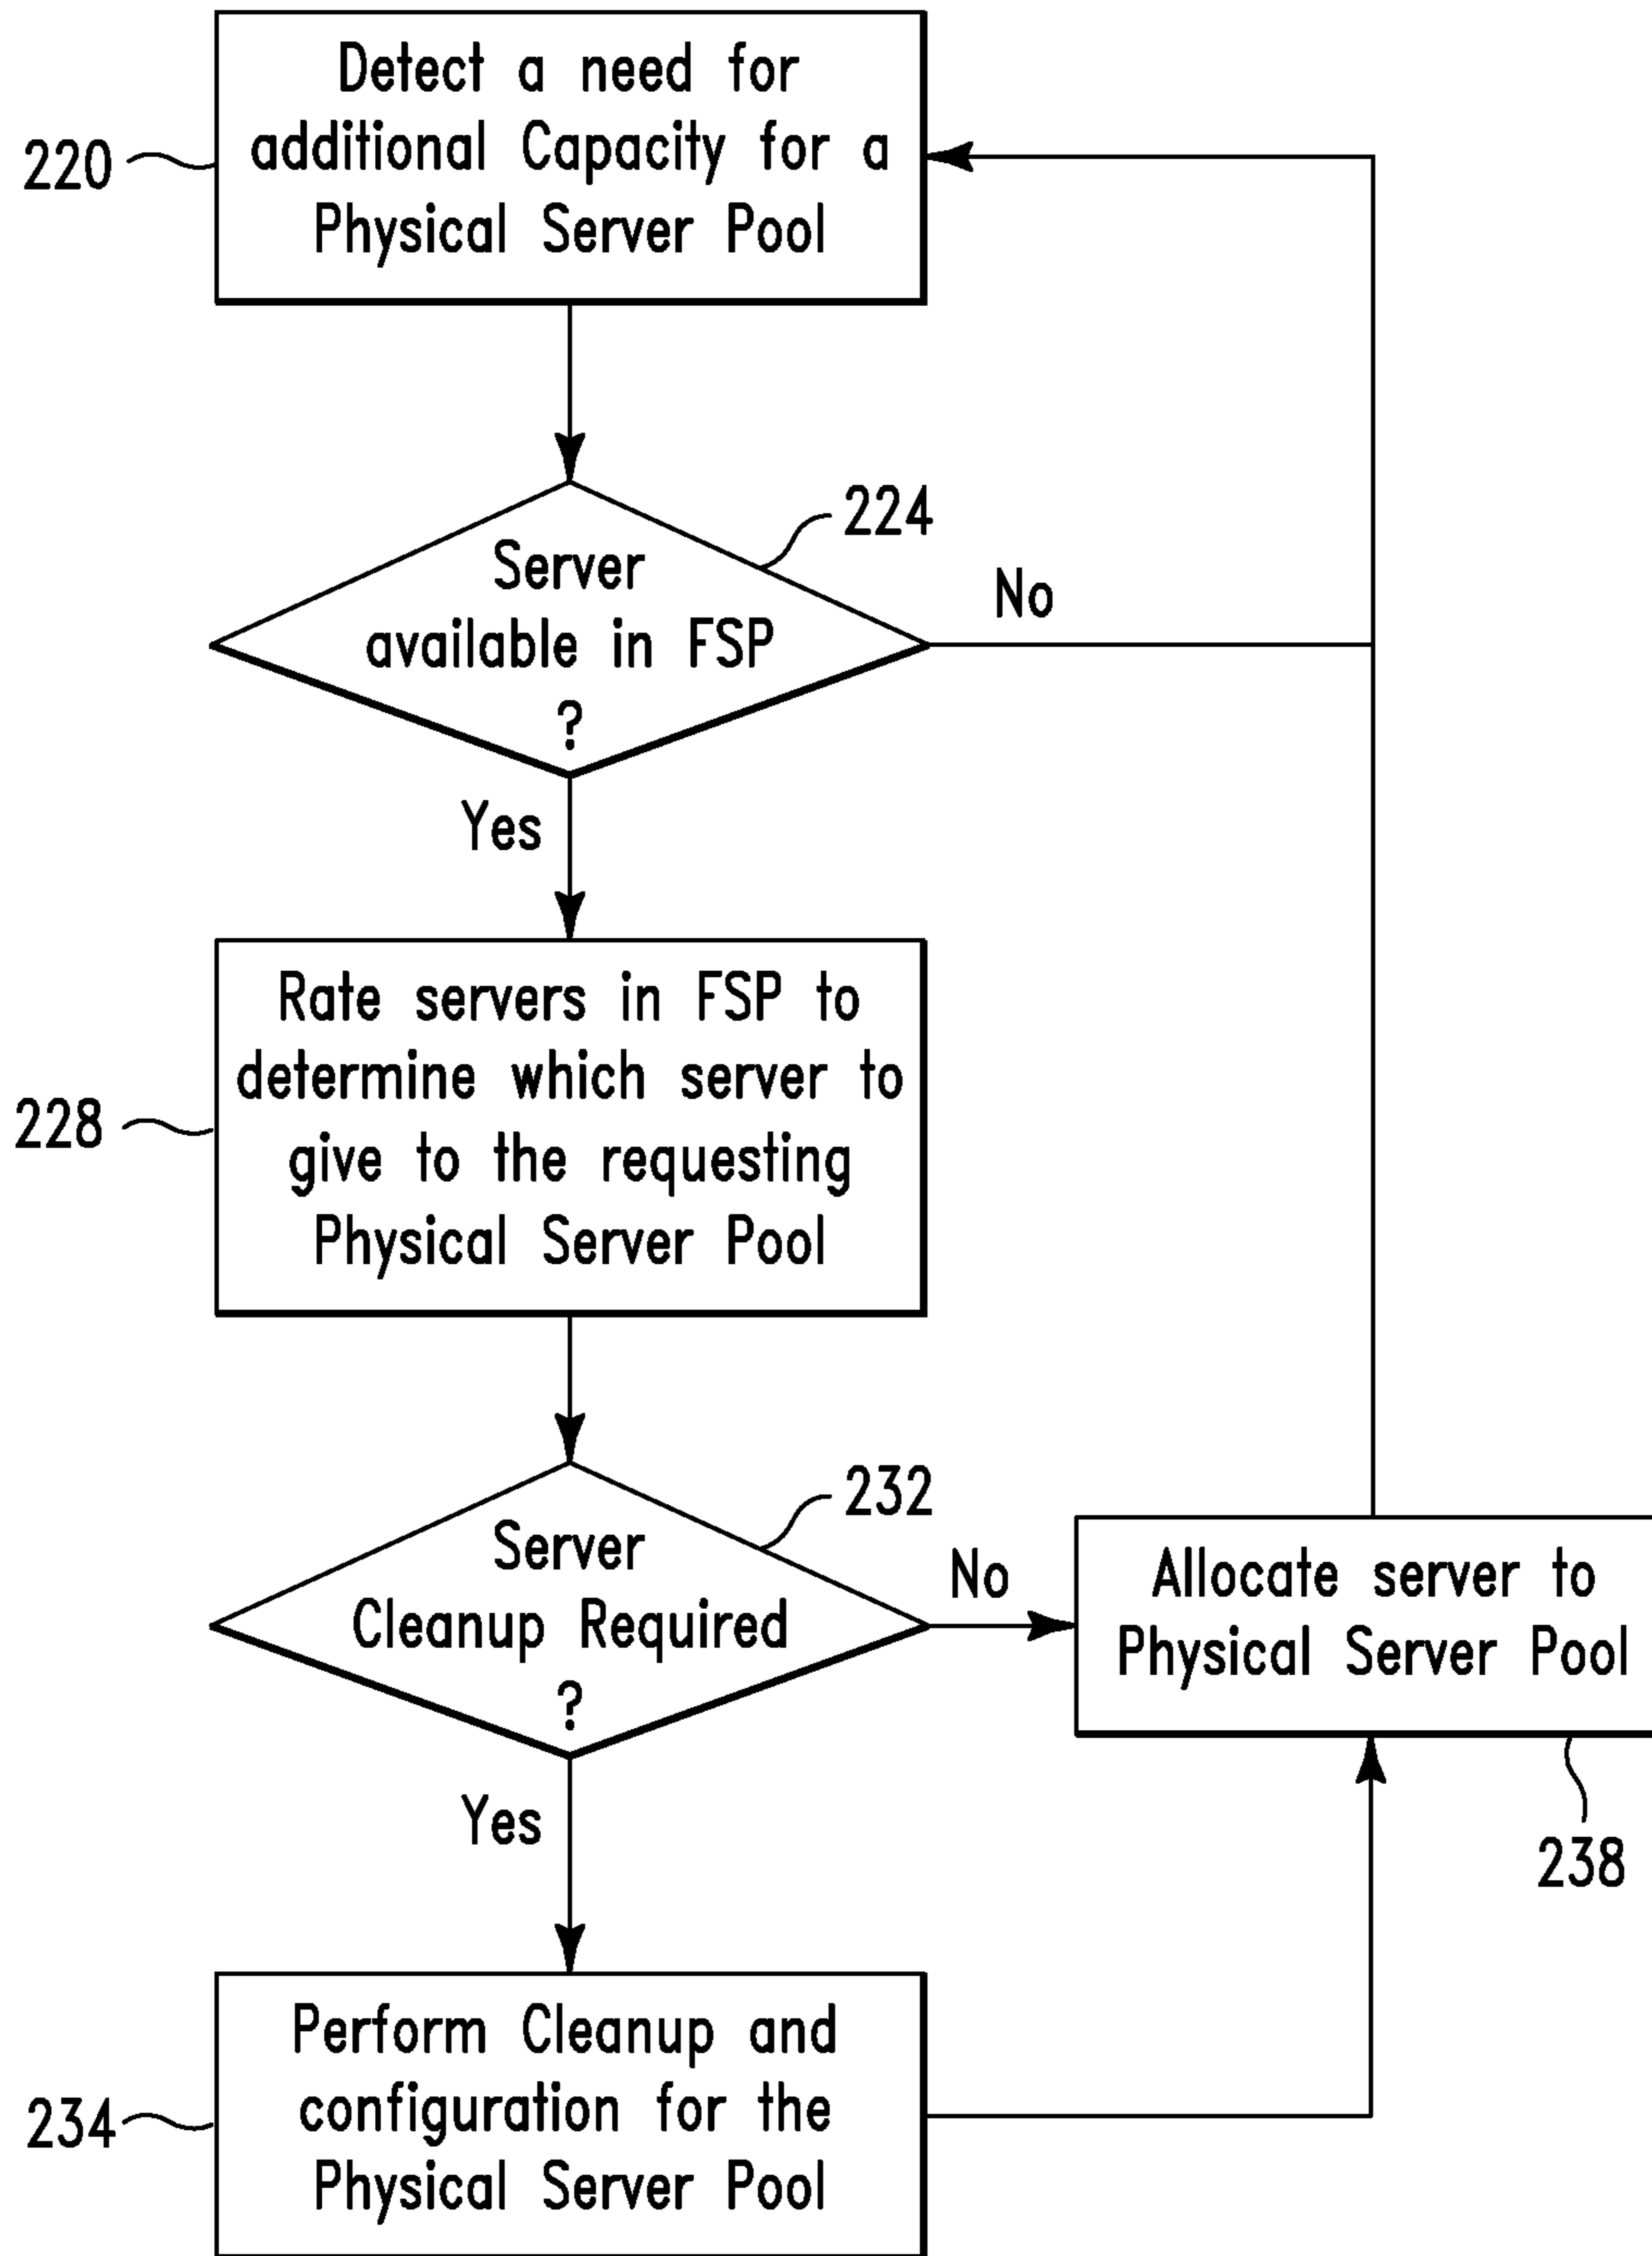 Detect a need for
additional Capacity for a
Physical Server Pool
220
224
Server
available in FSP
?
No
Yes
Rate servers in FSP to
determine which server to
give to the requesting
Physical Server Pool
228
232
Server
Cleanup Required
?
No
Allocate server to
Physical Server Pool
238
Yes
Perform Cleanup and
configuration for the
Physical Server Pool
234